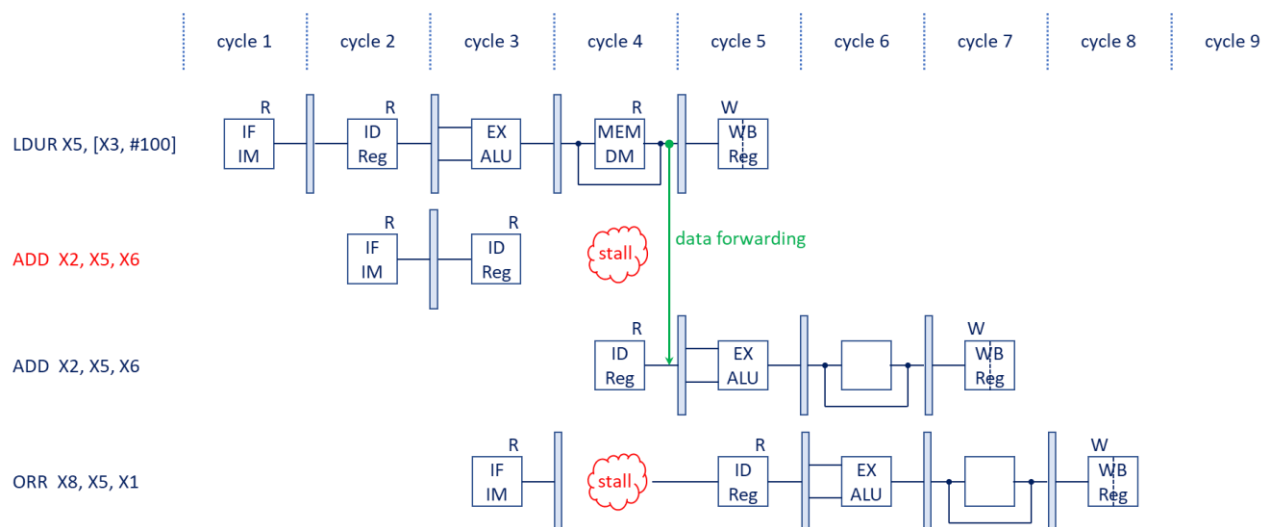 cycle 1 cycle 2 cycle 3 cycle 4 cycle 5 cycle 6 cycle 7 cycle 8 cycle 9
R R R W
LDUR X5, [X3, #100] IF ID EX MEM WB
IM Reg ALU DM Reg
R R
ADD X2, X5, X6 IF ID stall data forwarding
IM Reg
R W
ADD X2, X5, X6 ID EX WB
Reg ALU Reg
R R W
ORR X8, X5, X1 IF stall ID EX WB
IM Reg ALU Reg